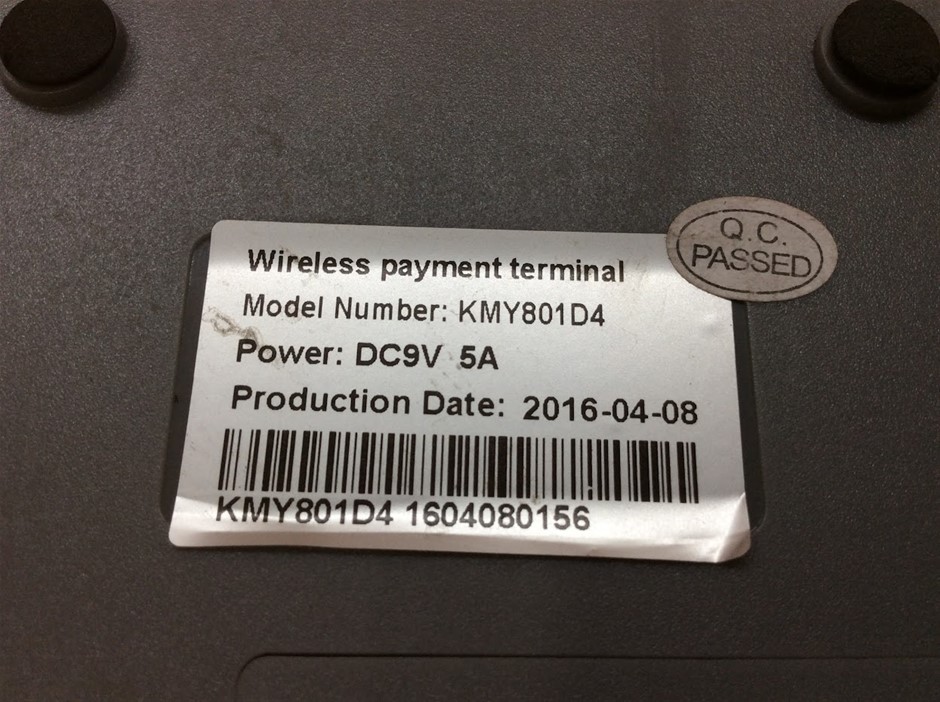 Q.C.
PASSED
Wireless payment terminal
Model Number: KMY801D4
Power: DC9V 5A
Production Date: 2016-04-08
KMY801D4 1604080156